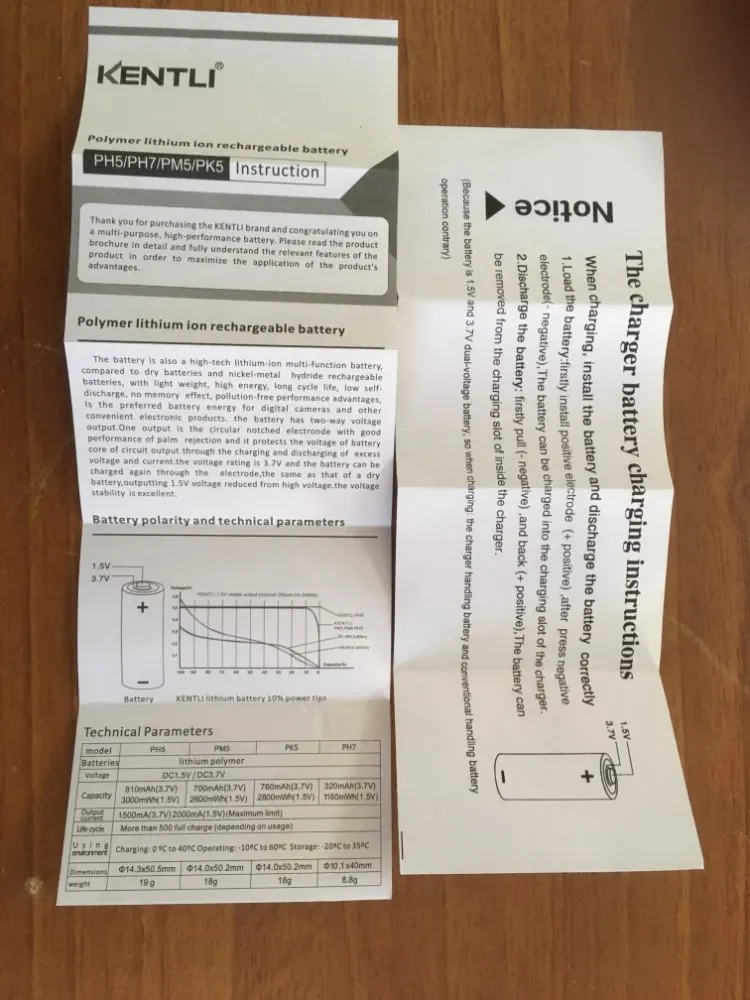 KENTLI®
Polymer lithium ion rechargeable battery
PH5/PH7/PM5/PK5 Instruction
Thank you for purchasing the KENTLI brand and congratulating you on
a multi-purpose, high-performance battery. Please read the product
brochure in detail and fully understand the relevant features of the
product in order to maximize the application of the product's
advantages.
Polymer lithium ion rechargeable battery
The battery is also a high-tech lithium-ion multi-function battery,
compared to dry batteries and nickel-metal hydride rechargeable
batteries, with light weight, high energy, long cycle life, low self-
discharge, no memory effect, pollution-free performance advantages,
Is the preferred battery energy for digital cameras and other
convenient electronic products. the battery has two-way voltage
output.One output is the circular notched electronde with good
performance of palm rejection and it protects the voltage of battery
core of circuit output through the charging and discharging of excess
voltage and current.the voltage rating is 3.7V and the battery can be
charged again through the electrode,the same as that of a dry
battery,outputting 1.5V voltage reduced from high voltage.the voltage
stability is excellent.
Battery polarity and technical parameters
1.5V
3.7V
+
−
Battery
KENTLI lithium battery 10% power tips
Technical Parameters
model PH5 PM5 PK5 PH7
Batteries lithium polymer
Voltage DC1.5V / DC3.7V
Capacity 810mAh(3.7V) 700mAh(3.7V) 760mAh(3.7V) 320mAh(3.7V)
3000mWh(1.5V) 2600mWh(1.5V) 2800mWh(1.5V) 1180mWh(1.5V)
Output current 1500mA(3.7V) 2000mA(1.5V)(Maximum limit)
Life cycle More than 500 full charge (depending on usage)
Using environment Charging: 0 ºC to 40ºC Operating: -10ºC to 60ºC Storage: -20ºC to 35ºC
Dimensions Φ14.3x50.5mm Φ14.0x50.2mm Φ14.0x50.2mm Φ10.1x40mm
weight 19 g 18g 18g 8.8g
The charger battery charging instructions
Notice
When charging, install the battery and discharge the battery correctly
1.Load the battery:firstly install positive electrode (+ positive) ,after press negative
electrode(- negative),The battery can be charged into the charging slot of the charger.
2.Discharge the battery: firstly pull (- negative) ,and back (+ positive),The battery can
be removed from the charging slot of inside the charger.
(Because the battery is 1.5V and 3.7V dual-voltage battery, so when charging: the charger handling battery and conventional handling battery
operation contrary)
1.5V
3.7V
+
−